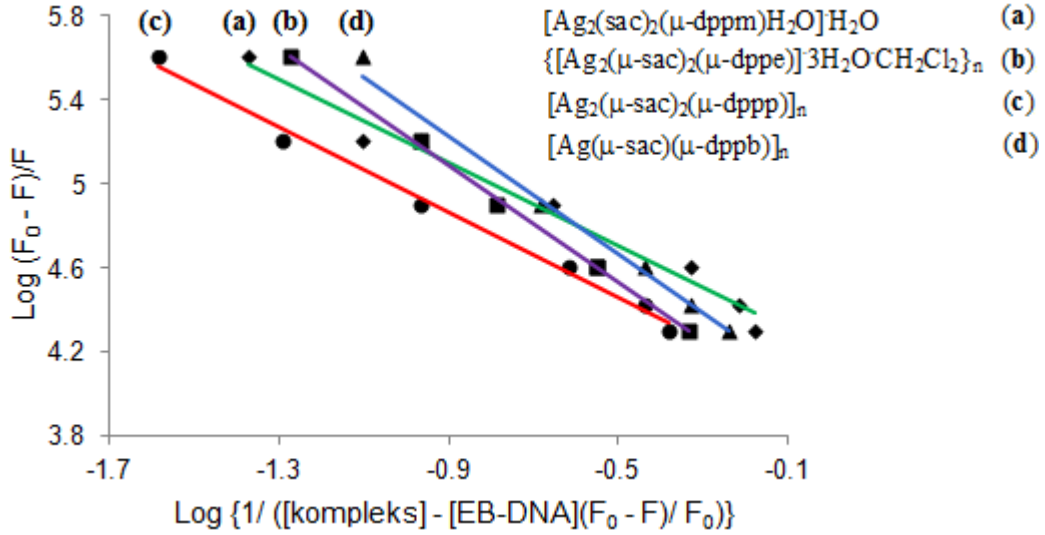 5.8 (c) (a) (b) (d) [Ag₂(sac)₂(μ-dppm)H₂O]·H₂O (a)
{[Ag₂(μ-sac)₂(μ-dppe)]·3H₂O·CH₂Cl₂}ₙ (b)
5.4 [Ag₂(μ-sac)₂(μ-dppp)]ₙ (c)
[Ag(μ-sac)(μ-dppb)]ₙ (d)
5
4.6
4.2
3.8
Log (F₀ - F)/F
-1.7 -1.3 -0.9 -0.5 -0.1
Log {1/ ([kompleks] - [EB-DNA](F₀ - F)/ F₀)}